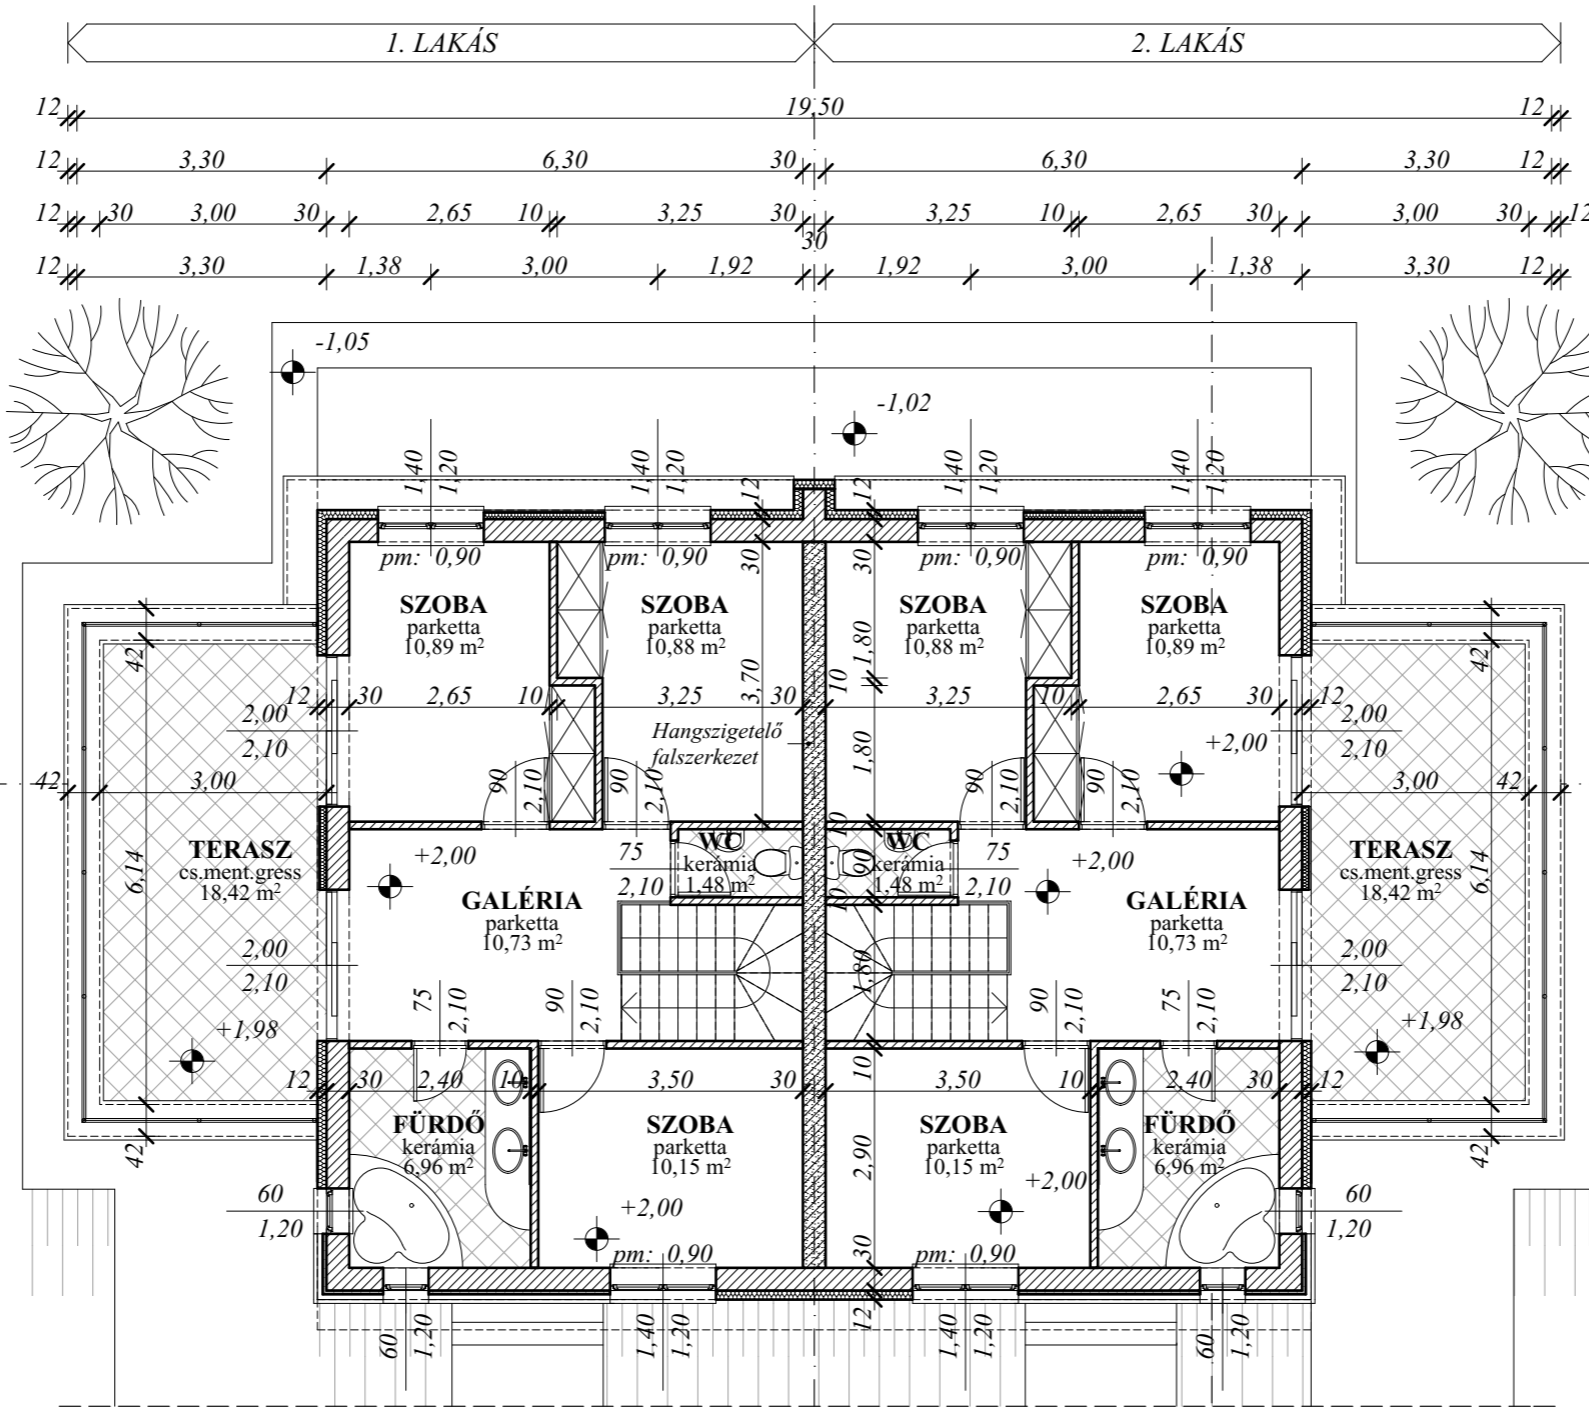 1. LAKÁS 2. LAKÁS
12 19,50 12
12 3,30 6,30 30 6,30 3,30 12
12 30 3,00 30 2,65 10 3,25 30 3,25 10 2,65 30 3,00 30 12
30
12 3,30 1,38 3,00 1,92 1,92 3,00 1,38 3,30 12
-1,05
-1,02
1,40 1,20 1,40 1,20 12 12 1,40 1,20 1,40 1,20
pm: 0,90 pm: 0,90 30 30 pm: 0,90 pm: 0,90
SZOBA SZOBA SZOBA SZOBA
parketta parketta parketta parketta
10,89 m² 10,88 m² 10,88 m² 10,89 m²
42 3,70 1,80 10 42
12 30 2,65 10 3,25 30 3,25 10 2,65 30 12
2,00 2,00
2,10 2,10
Hangszigetelő
falszerkezet
1,80
+2,00
42 3,00 90 2,10 90 2,10 90 2,10 90 2,10 3,00 42
10
TERASZ WC WC TERASZ
cs.ment.gress kerámia kerámia cs.ment.gress
18,42 m² 1,48 m² 1,48 m² 18,42 m²
6,14 +2,00 75 2,10 90 75 2,10 +2,00 6,14
10
GALÉRIA GALÉRIA
parketta parketta
10,73 m² 10,73 m²
2,00 2,00
2,10 2,10
1,80
75 2,10 90 2,10 90 2,10 75 2,10
+1,98 +1,98
10
12 30 2,40 10 3,50 30 3,50 10 2,40 30 12
FÜRDŐ SZOBA SZOBA FÜRDŐ
kerámia parketta parketta kerámia
6,96 m² 10,15 m² 10,15 m² 6,96 m²
42 2,90 42
60 +2,00 +2,00 60
1,20 1,20
pm: 0,90 30 pm: 0,90
12
60 1,20 1,40 1,20 1,40 1,20 60 1,20